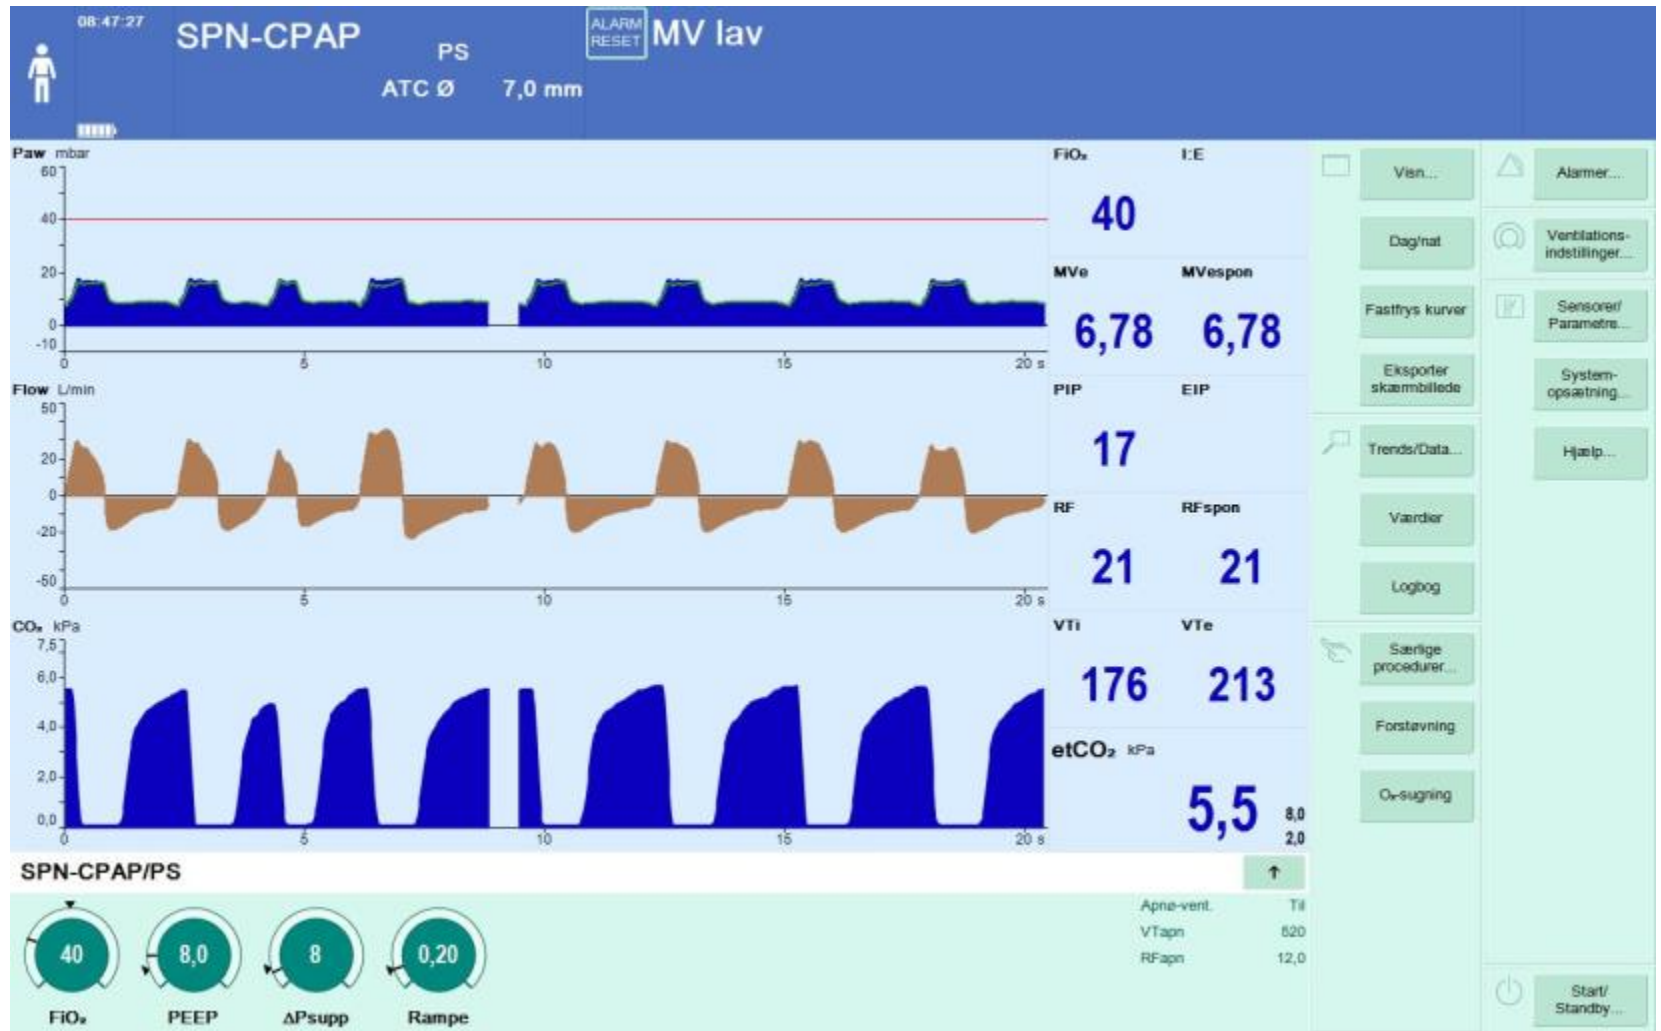 08:47:27
SPN-CPAP
PS
ATC Ø 7,0 mm
ALARM
RESET
MV lav
Paw mbar
60
40
20
0
-10
0 5 10 15 20 s
Flow L/min
50
20
0
-20
-50
0 5 10 15 20 s
CO₂ kPa
7,5
6,0
4,0
2,0
0,0
0 5 10 15 20 s
FiO₂ I:E
40
MVe MVespon
6,78 6,78
PIP EIP
17
RF RFspon
21 21
VTi VTe
176 213
etCO₂ kPa
5,5
8,0
2,0
Visn...
Dag/nat
Fastfrys kurver
Eksporter
skærmbillede
Trends/Data...
Værdier
Logbog
Særlige
procedurer...
Forstøvning
O₂-sugning
Alarmer...
Ventilations-
indstillinger...
Sensorer/
Parametre...
System-
opsætning...
Hjælp...
Start/
Standby...
SPN-CPAP/PS
↑
40
FiO₂
8,0
PEEP
8
ΔPsupp
0,20
Rampe
Apnø-vent. Til
VTapn 520
RFapn 12,0